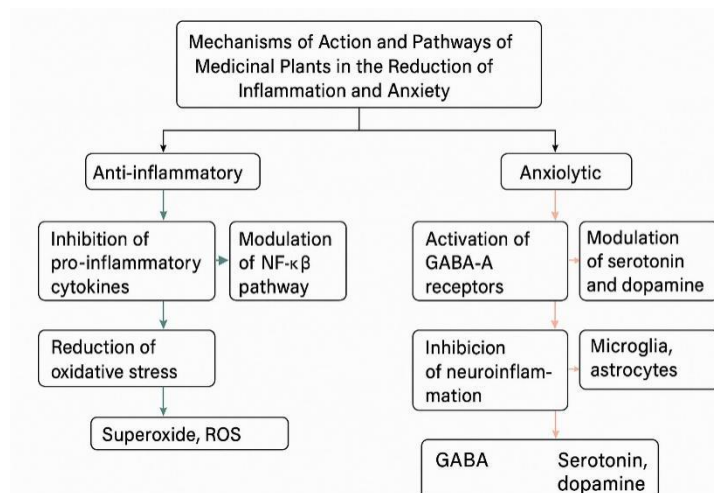 Mechanisms of Action and Pathways of
Medicinal Plants in the Reduction of
Inflammation and Anxiety
Anti-inflammatory
Anxiolytic
Inhibition of
pro-inflammatory
cytokines
Modulation
of NF-κβ
pathway
Activation of
GABA-A
receptors
Modulation
of serotonin
and dopamine
Reduction of
oxidative stress
Inhibicion
of neuroinflam-
mation
Microglia,
astrocytes
Superoxide, ROS
GABA
Serotonin,
dopamine